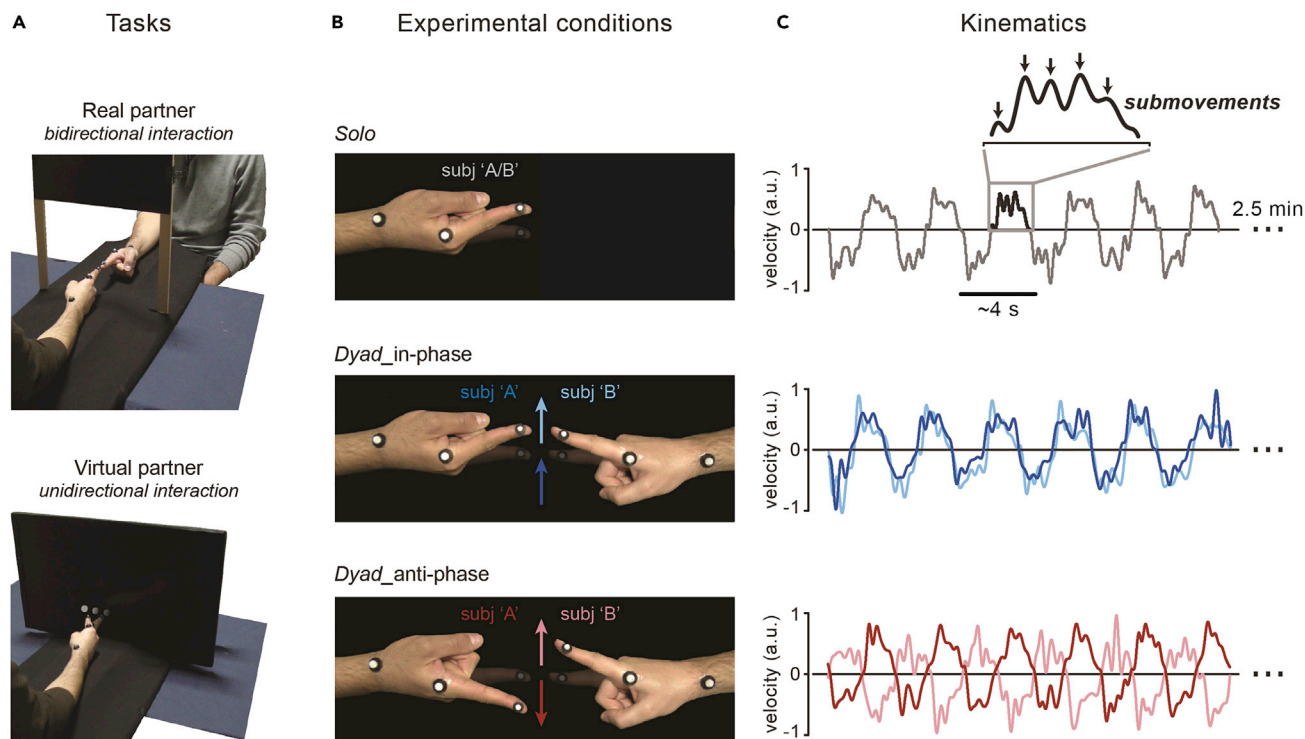 A Tasks
Real partner
bidirectional interaction
Virtual partner
unidirectional interaction
B Experimental conditions
Solo
subj ‘A/B’
Dyad_in-phase
subj ‘A’ subj ‘B’
Dyad_anti-phase
subj ‘A’ subj ‘B’
C Kinematics
submovements
velocity (a.u.)
1
0
-1
2.5 min
...
~4 s
velocity (a.u.)
1
0
-1
...
velocity (a.u.)
1
0
-1
...